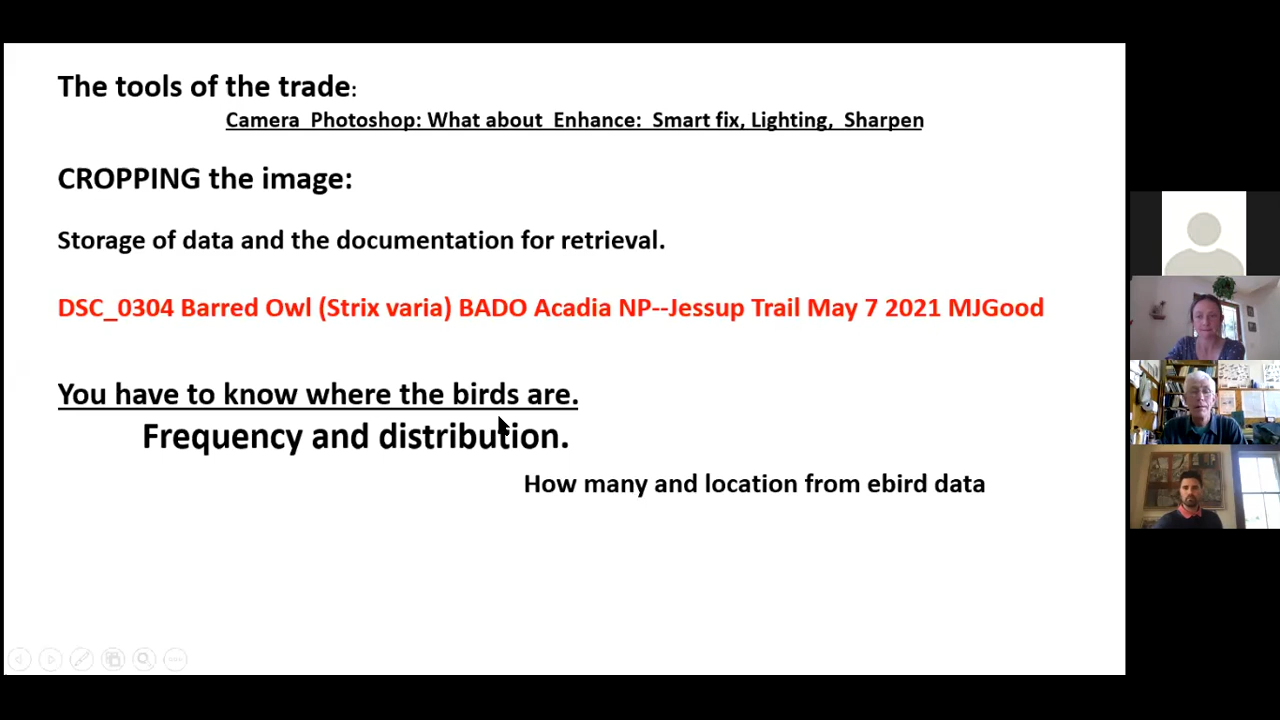 The tools of the trade:
Camera Photoshop: What about Enhance: Smart fix, Lighting, Sharpen
CROPPING the image:
Storage of data and the documentation for retrieval.
DSC_0304 Barred Owl (Strix varia) BADO Acadia NP--Jessup Trail May 7 2021 MJGood
You have to know where the birds are.
Frequency and distribution.
How many and location from ebird data